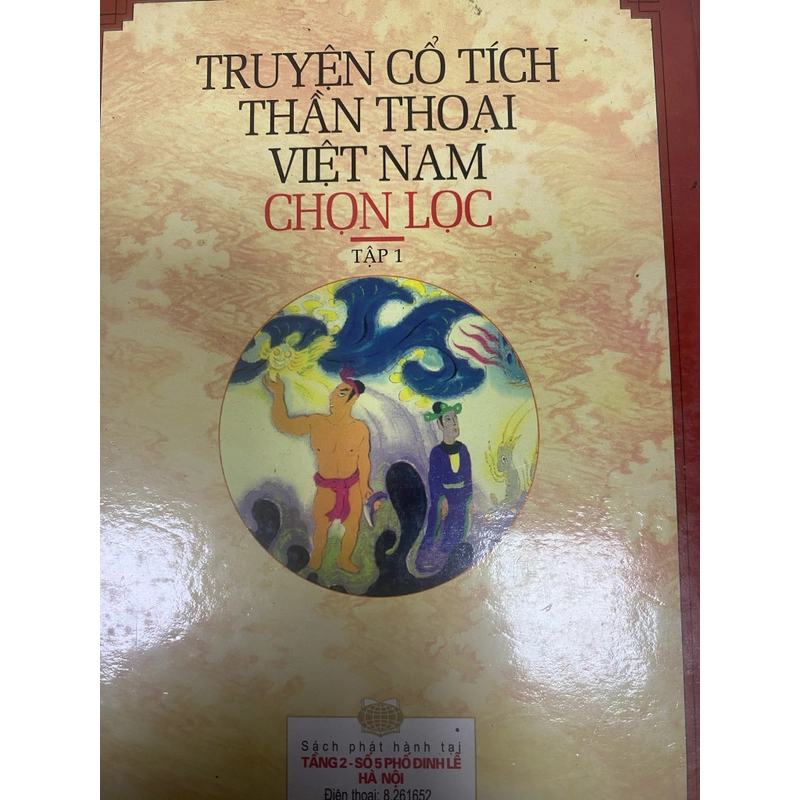 TRUYỆN CỔ TÍCH
THẦN THOẠI
VIỆT NAM
CHỌN LỌC
TẬP 1
Sách phát hành tại
TẦNG 2 - SỐ 5 PHỐ ĐINH LỄ
HÀ NỘI
Điện thoại: 8.261652